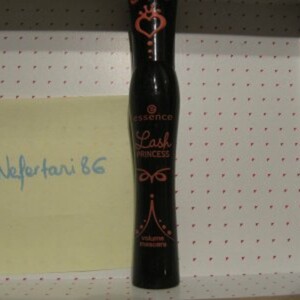 essence
Lash
PRINCESS
volume
mascara
Nefertari 86